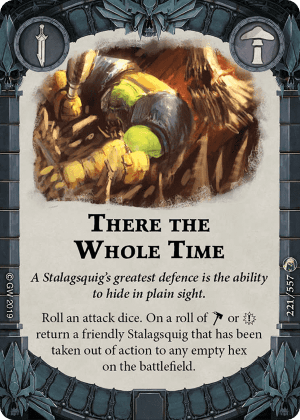 There the
Whole Time
A Stalagsquig's greatest defence is the ability
to hide in plain sight.
Roll an attack dice. On a roll of or
return a friendly Stalagsquig that has been
taken out of action to any empty hex
on the battlefield.
© GW 2019
221/557